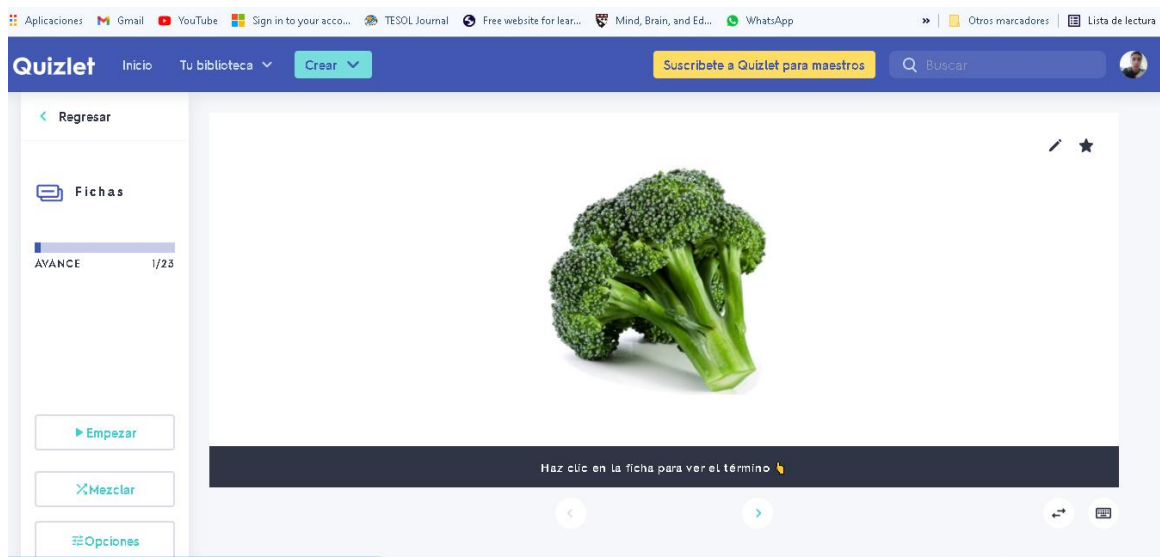 Aplicaciones Gmail YouTube Sign in to your acco... TESOL Journal Free website for lear... Mind, Brain, and Ed... WhatsApp » Otros marcadores Lista de lectura
Quizlet Inicio Tu biblioteca Crear Suscríbete a Quizlet para maestros Buscar
Regresar
Fichas
AVANCE 1/23
Empezar
Haz clic en la ficha para ver el término
Mezclar
Opciones